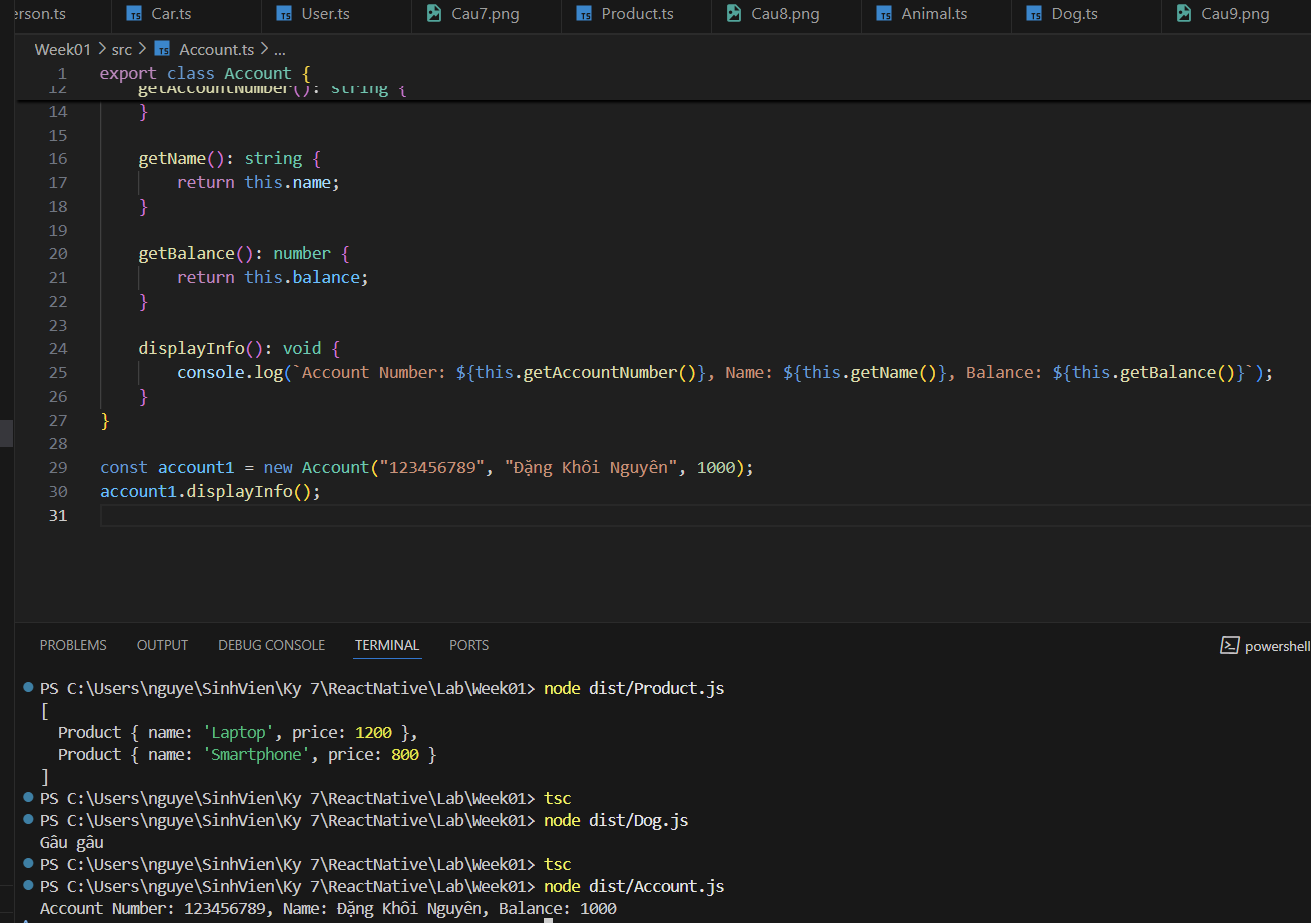 erson.ts Car.ts User.ts Cau7.png Product.ts Cau8.png Animal.ts Dog.ts Cau9.png
Week01 > src > Account.ts > ...
1 export class Account {
12 getAccountNumber(): string {
14 }
15
16 getName(): string {
17 return this.name;
18 }
19
20 getBalance(): number {
21 return this.balance;
22 }
23
24 displayInfo(): void {
25 console.log(`Account Number: ${this.getAccountNumber()}, Name: ${this.getName()}, Balance: ${this.getBalance()}`);
26 }
27 }
28
29 const account1 = new Account("123456789", "Đặng Khôi Nguyên", 1000);
30 account1.displayInfo();
31
PROBLEMS OUTPUT DEBUG CONSOLE TERMINAL PORTS powershell
PS C:\Users\nguye\SinhVien\Ky 7\ReactNative\Lab\Week01> node dist/Product.js
[
Product { name: 'Laptop', price: 1200 },
Product { name: 'Smartphone', price: 800 }
]
PS C:\Users\nguye\SinhVien\Ky 7\ReactNative\Lab\Week01> tsc
PS C:\Users\nguye\SinhVien\Ky 7\ReactNative\Lab\Week01> node dist/Dog.js
Gâu gâu
PS C:\Users\nguye\SinhVien\Ky 7\ReactNative\Lab\Week01> tsc
PS C:\Users\nguye\SinhVien\Ky 7\ReactNative\Lab\Week01> node dist/Account.js
Account Number: 123456789, Name: Đặng Khôi Nguyên, Balance: 1000